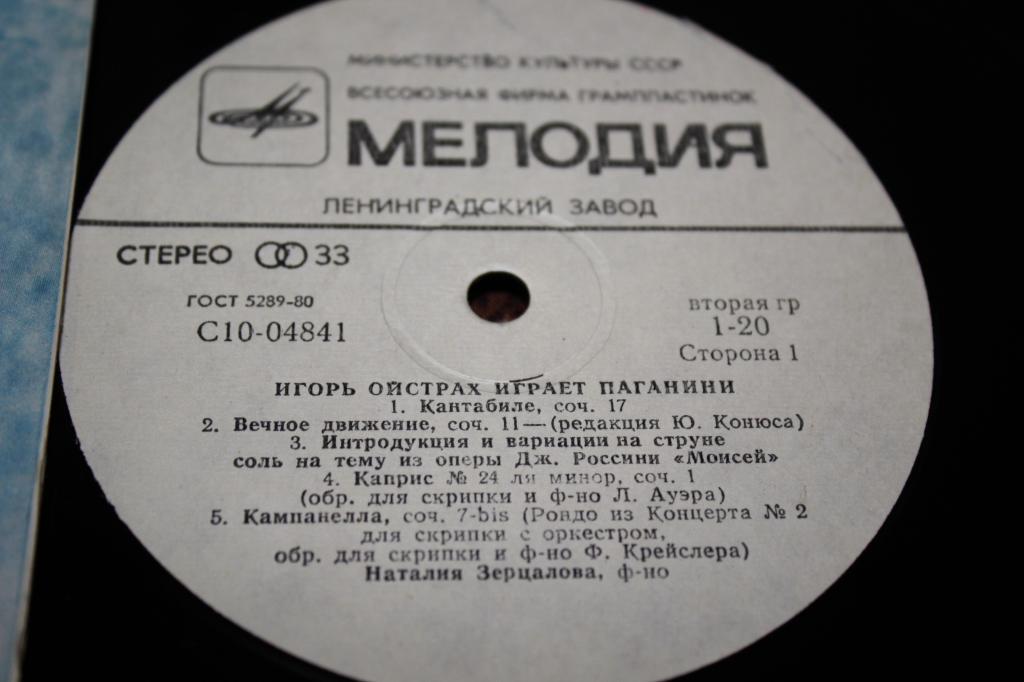 МИНИСТЕРСТВО КУЛЬТУРЫ СССР
ВСЕСОЮЗНАЯ ФИРМА ГРАМПЛАСТИНОК
МЕЛОДИЯ
ЛЕНИНГРАДСКИЙ ЗАВОД
СТЕРЕО 33
ГОСТ 5289-80
С10-04841
вторая гр
1-20
Сторона 1
ИГОРЬ ОЙСТРАХ ИГРАЕТ ПАГАНИНИ
1. Кантабиле, соч. 17
2. Вечное движение, соч. 11—(редакция Ю. Конюса)
3. Интродукция и вариации на струне
соль на тему из оперы Дж. Россини «Моисей»
4. Каприс № 24 ля минор, соч. 1
(обр. для скрипки и ф-но Л. Ауэра)
5. Кампанелла, соч. 7-bis (Рондо из Концерта № 2
для скрипки с оркестром,
обр. для скрипки и ф-но Ф. Крейслера)
Наталия Зерцалова, ф-но